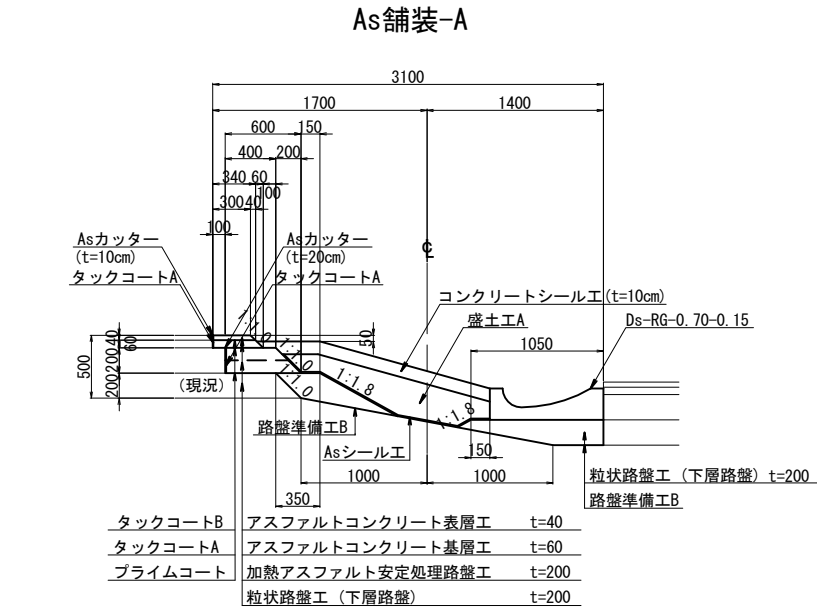 As舗装-A
3100
1700
1400
600
150
400
200
340
60
100
300
40
100
Asカッター
(t=10cm)
タックコートA
Asカッター
(t=20cm)
タックコートA
℄
コンクリートシール工(t=10cm)
盛土工A
Ds-RG-0.70-0.15
1050
500
40
60
200
200
50
1:1.0
1:1.0
1:1.0
1:1.8
1:1.8
(現況)
路盤準備工B
Asシール工
150
1000
1000
350
粒状路盤工(下層路盤)t=200
路盤準備工B
タックコートB
アスファルトコンクリート表層工 t=40
タックコートA
アスファルトコンクリート基層工 t=60
プライムコート
加熱アスファルト安定処理路盤工 t=200
粒状路盤工(下層路盤) t=200